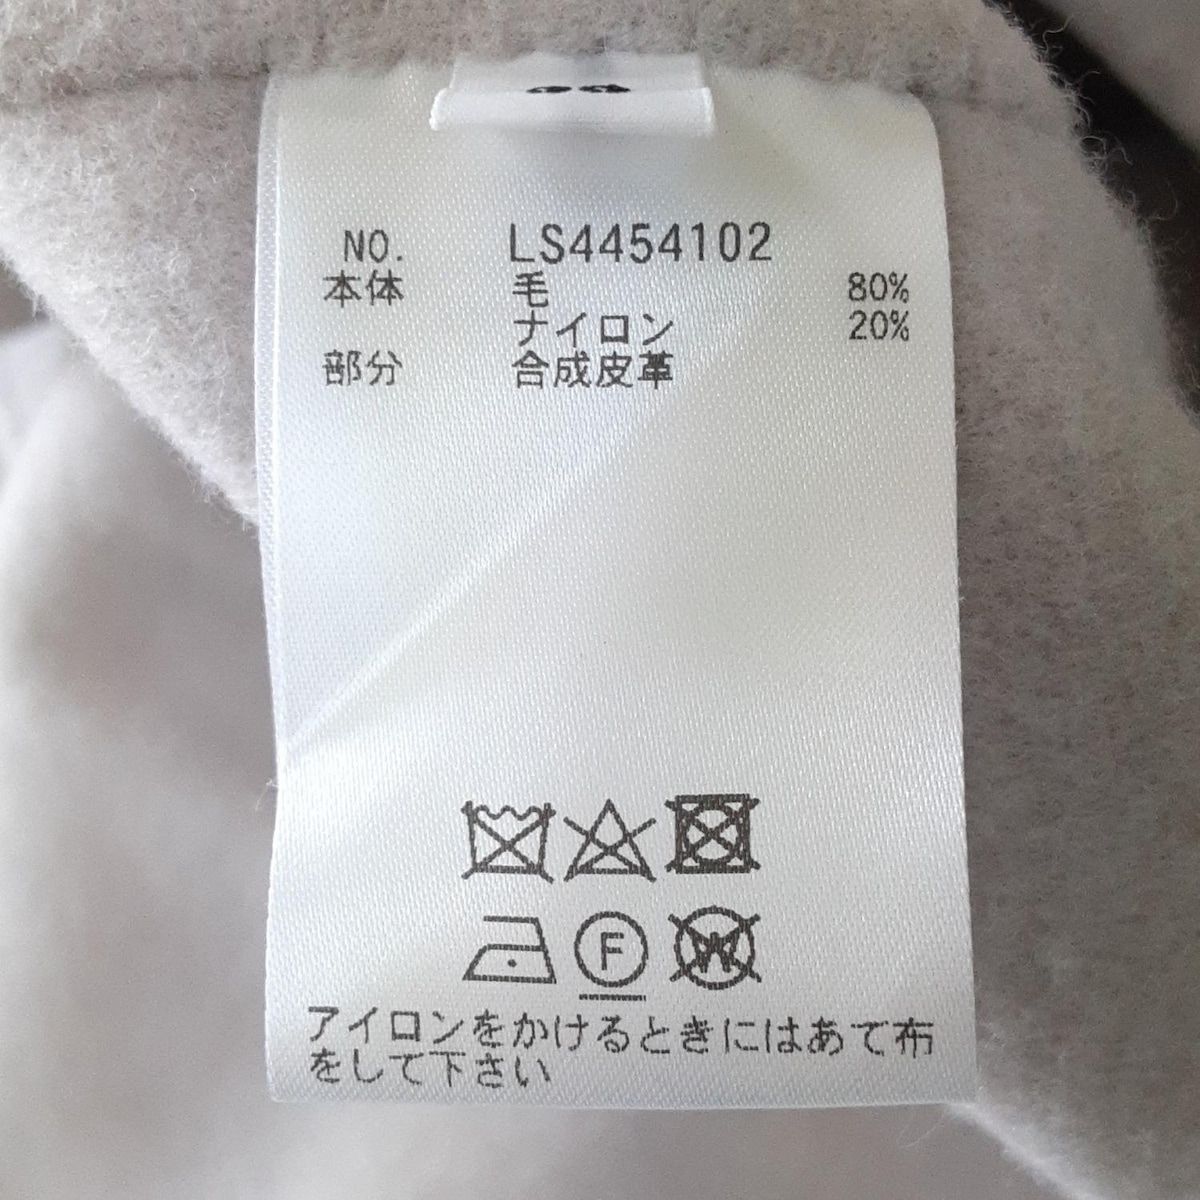 NO. LS4454102
本体 毛 80%
ナイロン 20%
部分 合成皮革
F
W
アイロンをかけるときにはあて布
をして下さい